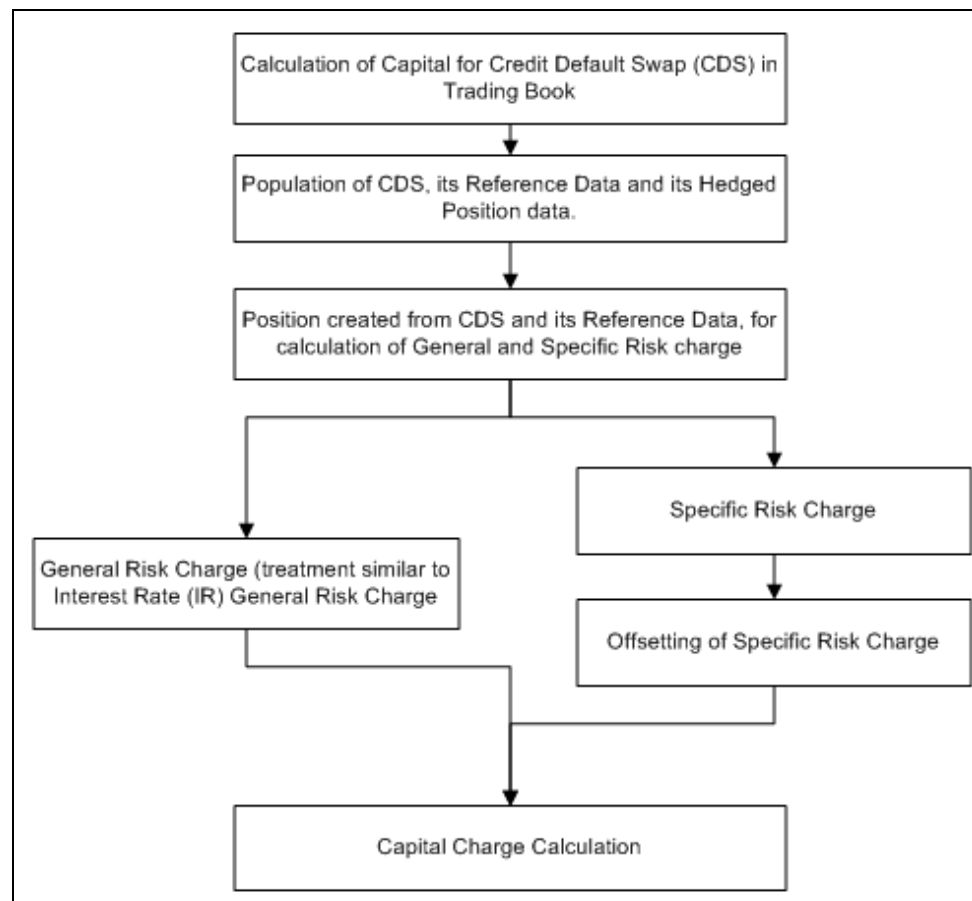 Calculation of Capital for Credit Default Swap (CDS) in
Trading Book
Population of CDS, its Reference Data and its Hedged
Position data.
Position created from CDS and its Reference Data, for
calculation of General and Specific Risk charge
Specific Risk Charge
General Risk Charge (treatment similar to
Interest Rate (IR) General Risk Charge
Offsetting of Specific Risk Charge
Capital Charge Calculation